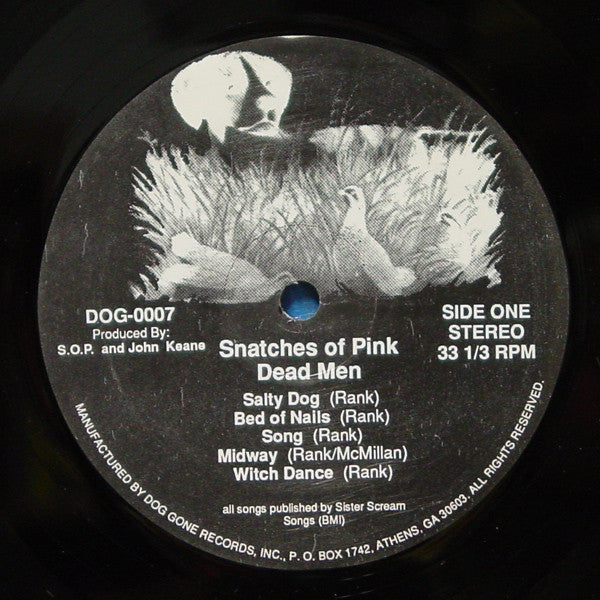 DOG-0007
Produced By:
S.O.P. and John Keane
SIDE ONE
STEREO
33 1/3 RPM
Snatches of Pink
Dead Men
Salty Dog (Rank)
Bed of Nails (Rank)
Song (Rank)
Midway (Rank/McMillan)
Witch Dance (Rank)
all songs published by Sister Scream
Songs (BMI)
MANUFACTURED BY DOG GONE RECORDS, INC., P. O. BOX 1742, ATHENS, GA 30603. ALL RIGHTS RESERVED.